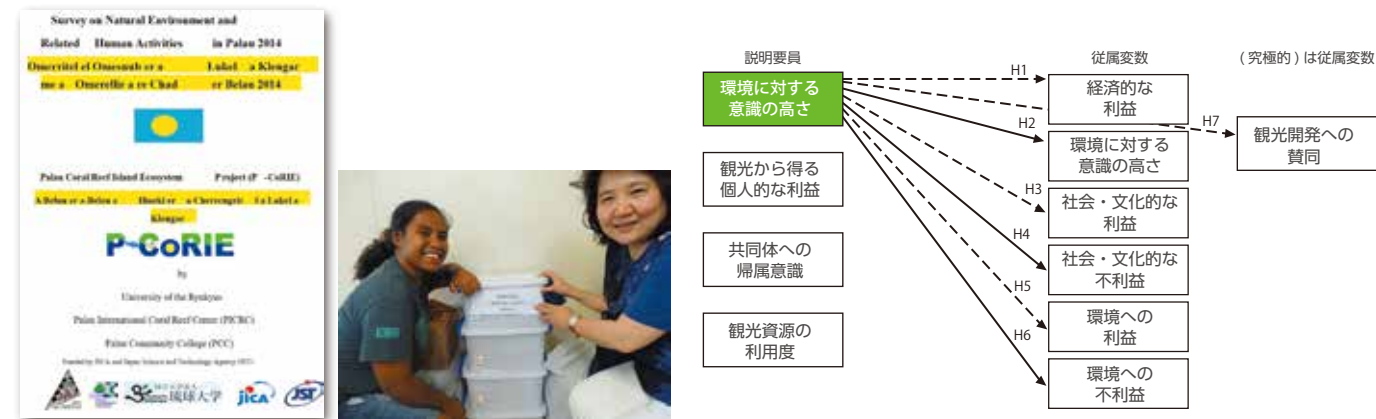 Survey on Natural Environment and
Related Human Activities in Palau 2014
me a Omerellie a re Chad er Belau 2014
Palau Coral Reef Island Ecosystem Project (P -CoRIE)
Klengar
P-CoRIE
by
University of the Ryukyus
Palau International Coral Reef Center (PICRC)
Palau Community College (PCC)
琉球大学
jICA
JST
説明要員
従属変数
(究極的)は従属変数
環境に対する
意識の高さ
観光から得る
個人的な利益
共同体への
帰属意識
観光資源の
利用度
H1
H2
H3
H4
H5
H6
H7
経済的な
利益
環境に対する
意識の高さ
社会・文化的な
利益
社会・文化的な
不利益
環境への
利益
環境への
不利益
観光開発への
賛同